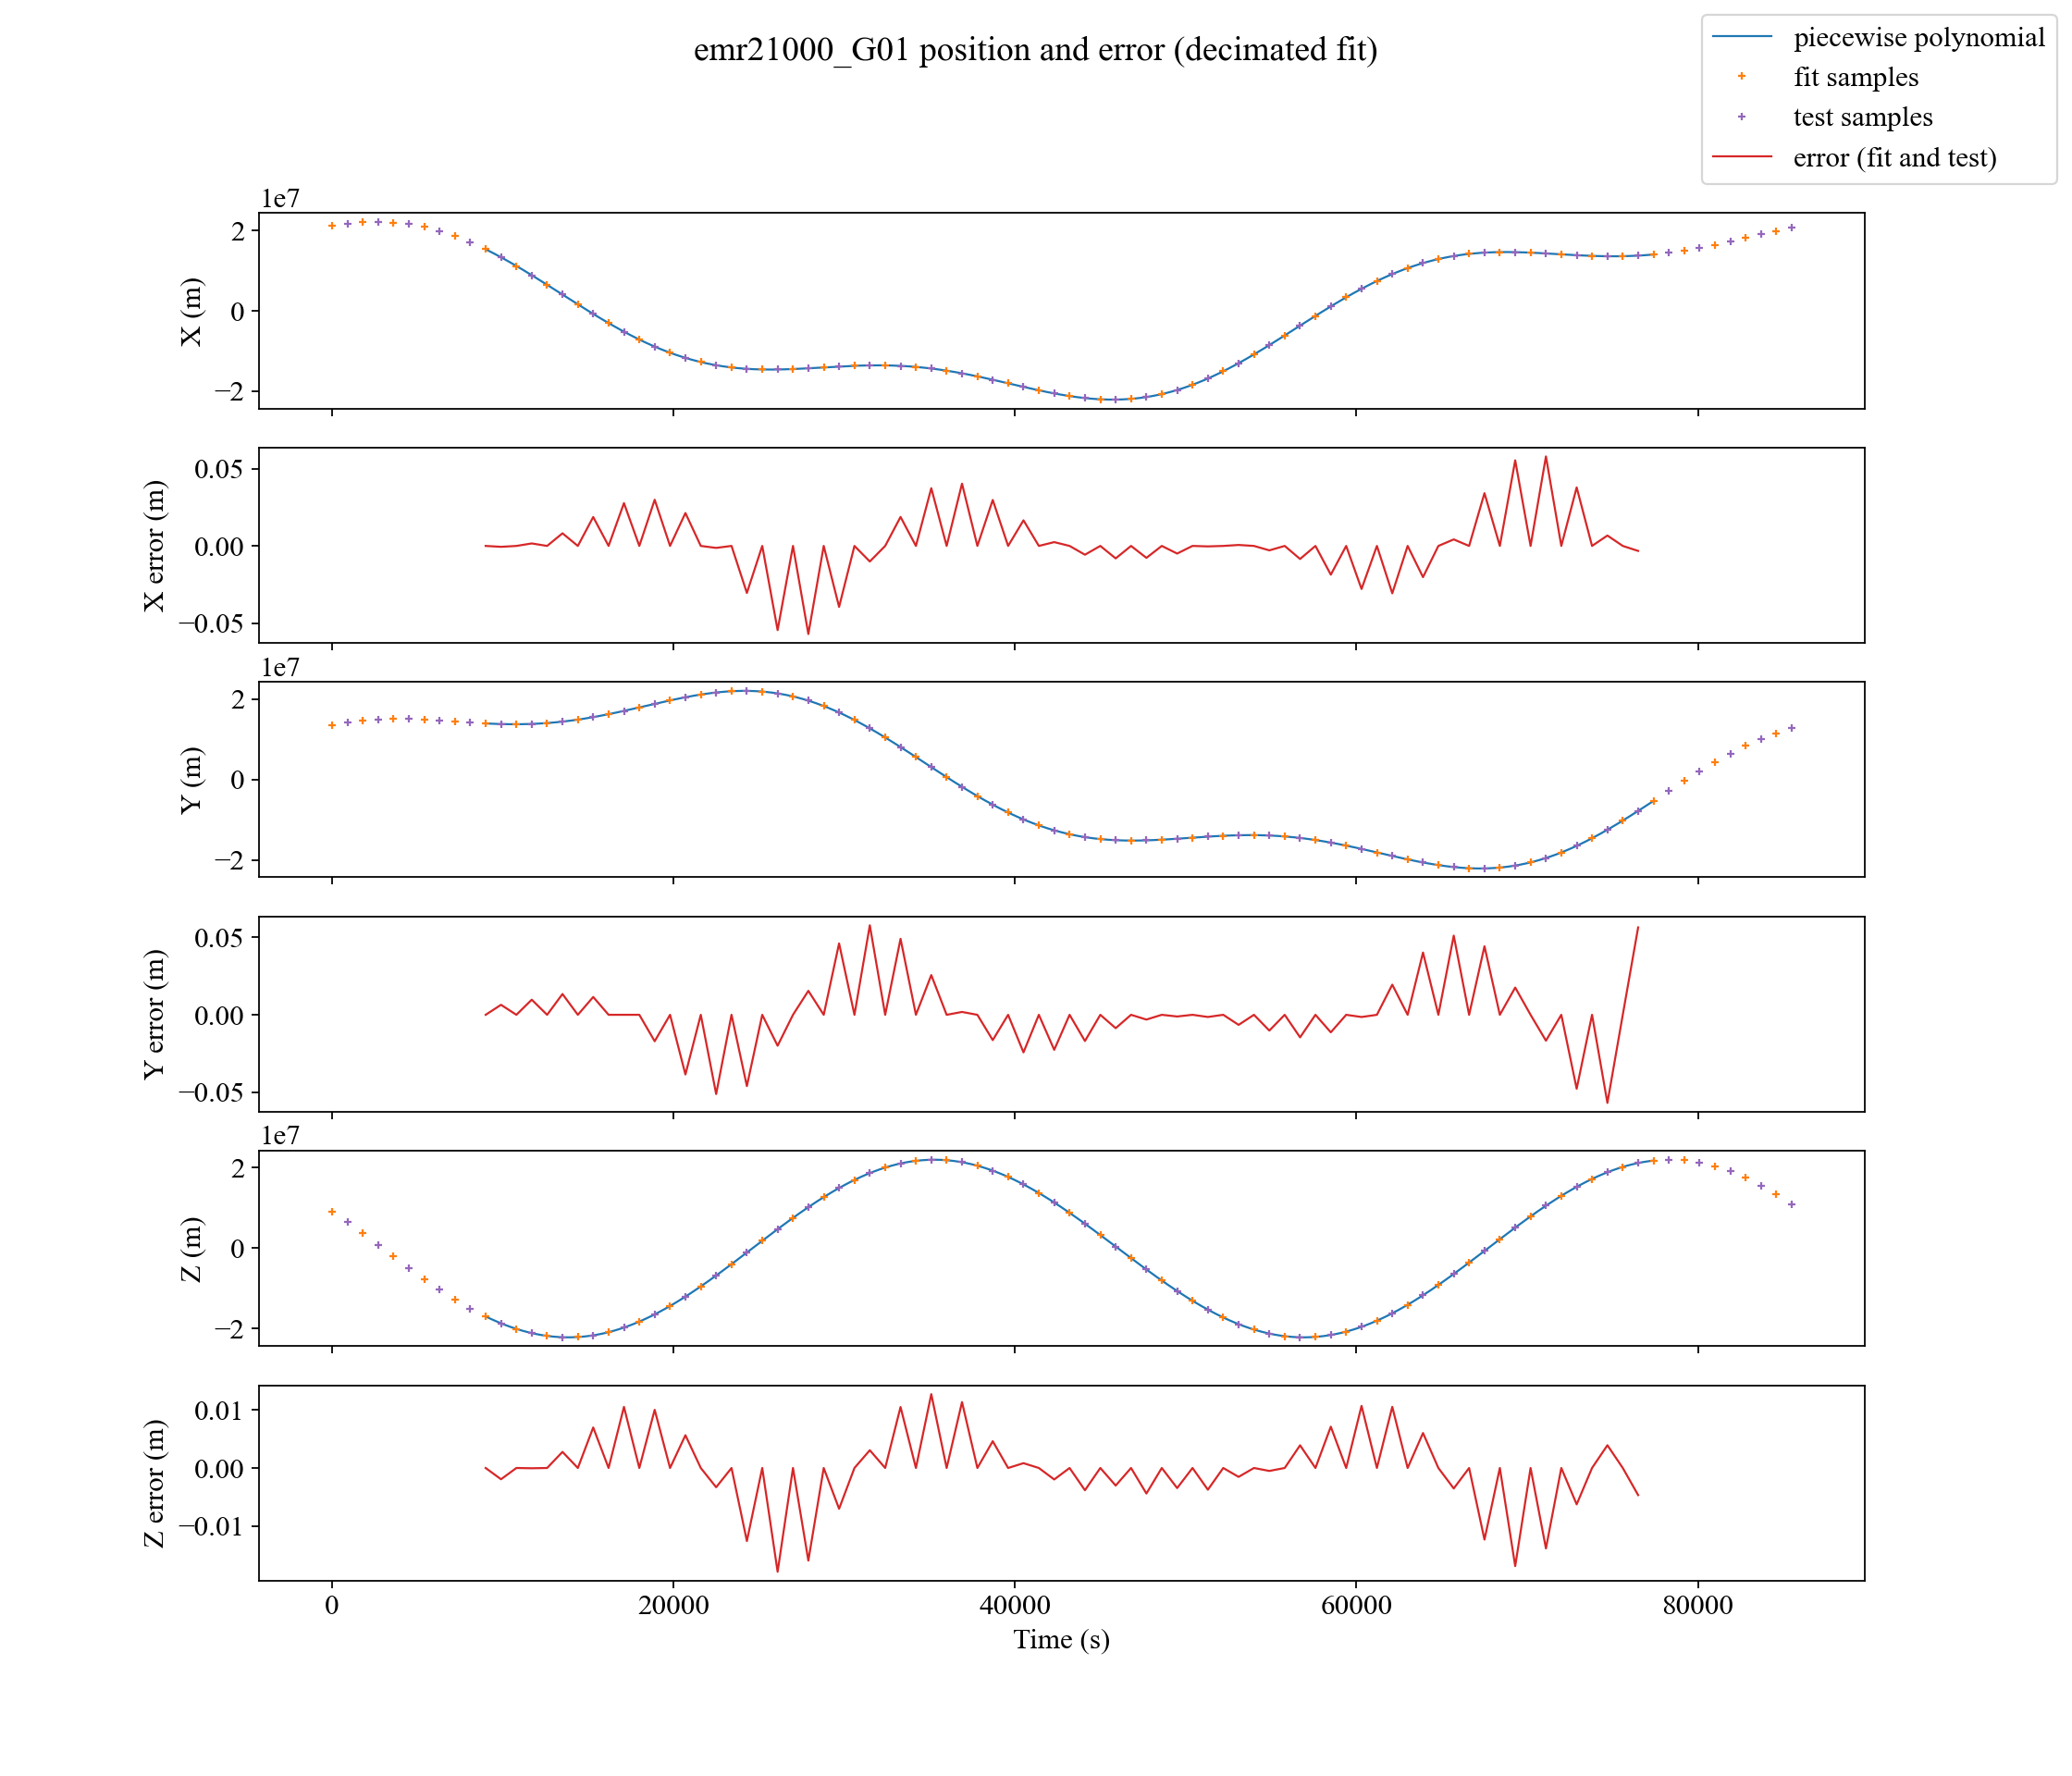 emr21000_G01 position and error (decimated fit)
piecewise polynomial
fit samples
test samples
error (fit and test)
1e7
2
0
−2
X (m)
0.05
0.00
−0.05
X error (m)
1e7
2
0
−2
Y (m)
0.05
0.00
−0.05
Y error (m)
1e7
2
0
−2
Z (m)
0.01
0.00
−0.01
Z error (m)
0 20000 40000 60000 80000
Time (s)